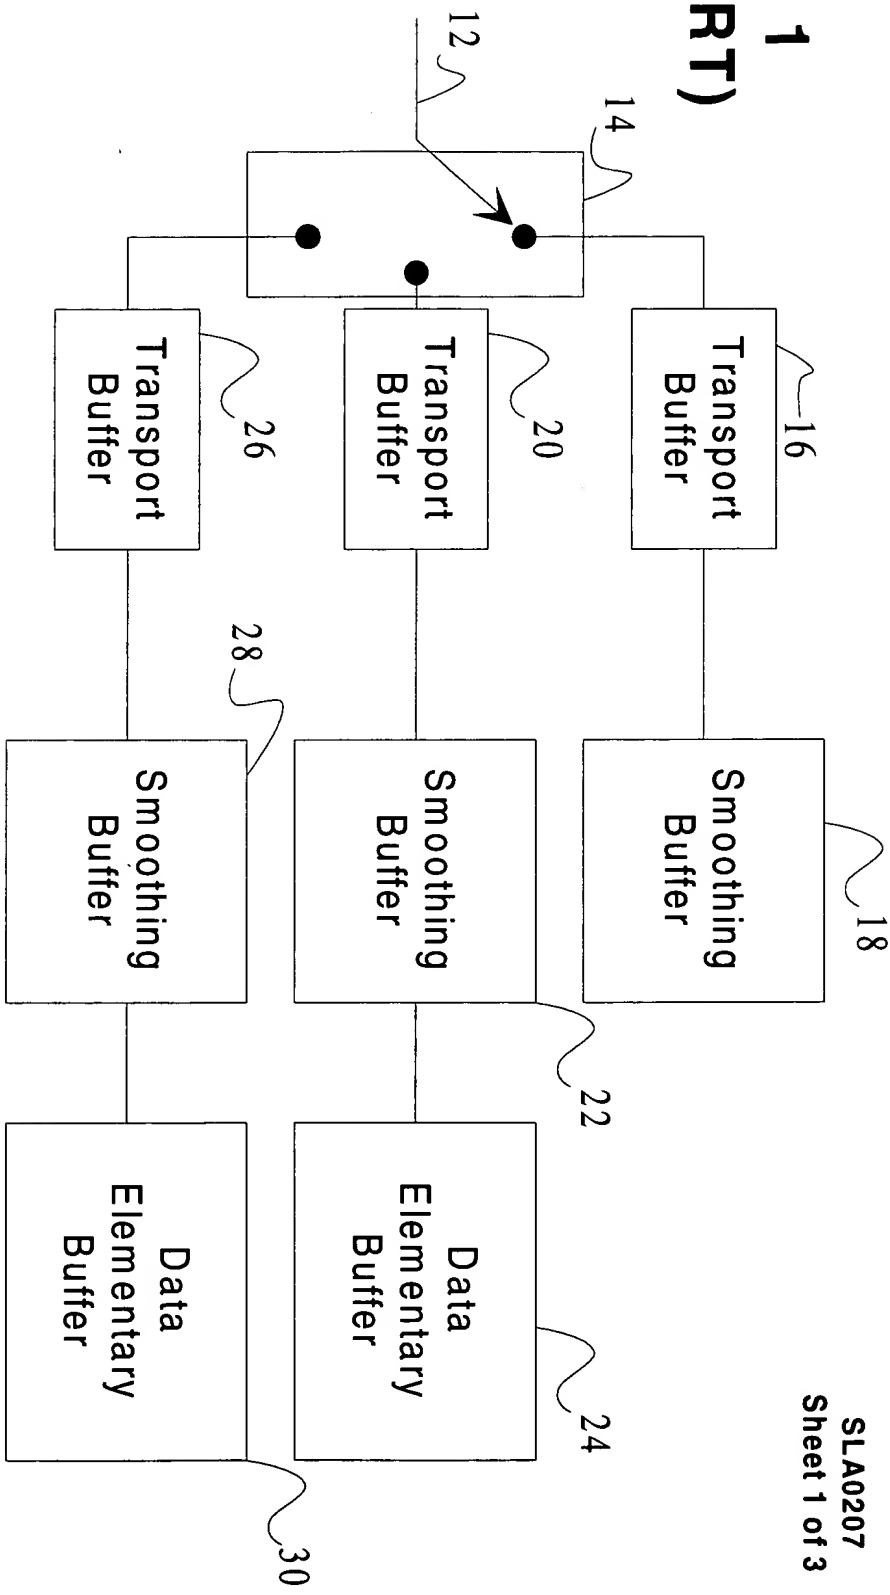 SLA0207
Sheet 1 of 3
1
RT)
12
14
16
Transport
Buffer
18
Smoothing
Buffer
20
Transport
Buffer
22
Smoothing
Buffer
24
Data
Elementary
Buffer
26
Transport
Buffer
28
Smoothing
Buffer
30
Data
Elementary
Buffer